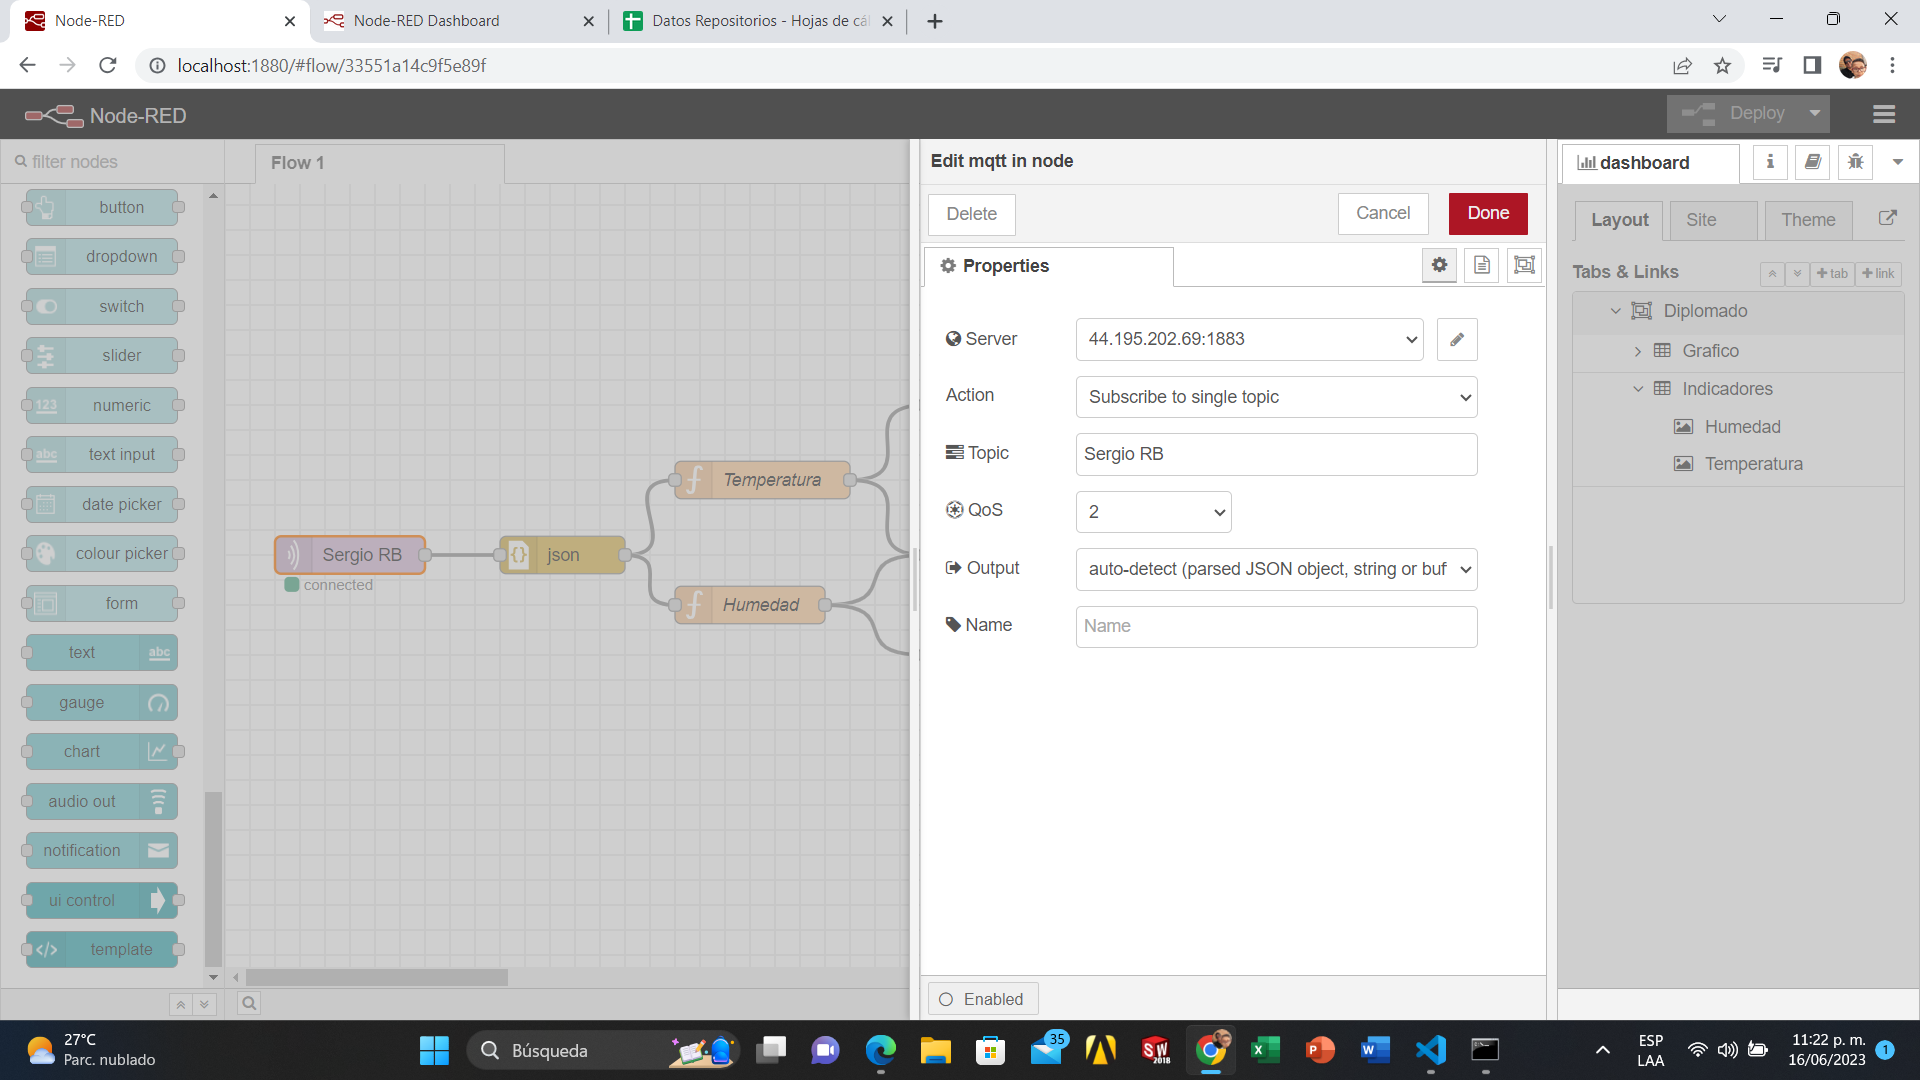 Node-RED
Node-RED Dashboard
Datos Repositorios - Hojas de cál
localhost:1880/#flow/33551a14c9f5e89f
Node-RED
Deploy
filter nodes
Flow 1
button
dropdown
switch
slider
123 numeric
abc text input
date picker
colour picker
form
text abc
gauge
chart
audio out
notification
ui control
template
Sergio RB
connected
json
Temperatura
Humedad
Edit mqtt in node
Delete
Cancel
Done
Properties
Server
44.195.202.69:1883
Action
Subscribe to single topic
Topic
Sergio RB
QoS
2
Output
auto-detect (parsed JSON object, string or buf
Name
Name
Enabled
dashboard
i
Layout
Site
Theme
Tabs & Links
+ tab
+ link
Diplomado
Grafico
Indicadores
Humedad
Temperatura
27°C
Parc. nublado
Búsqueda
35
SW
2018
ESP
LAA
11:22 p. m.
16/06/2023
1